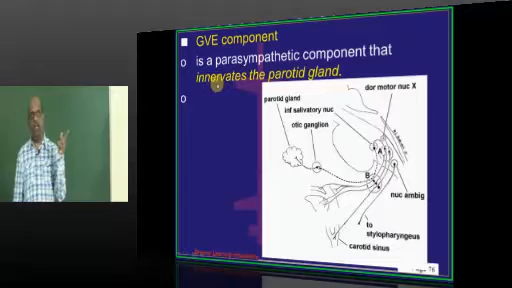 GVE component
is a parasympathetic component that
innervates the parotid gland.
dor motor nuc X
parotid gland
inf salivatory nuc
otic ganglion
A
B
nuc ambig
to
stylopharyngeus
carotid sinus
76